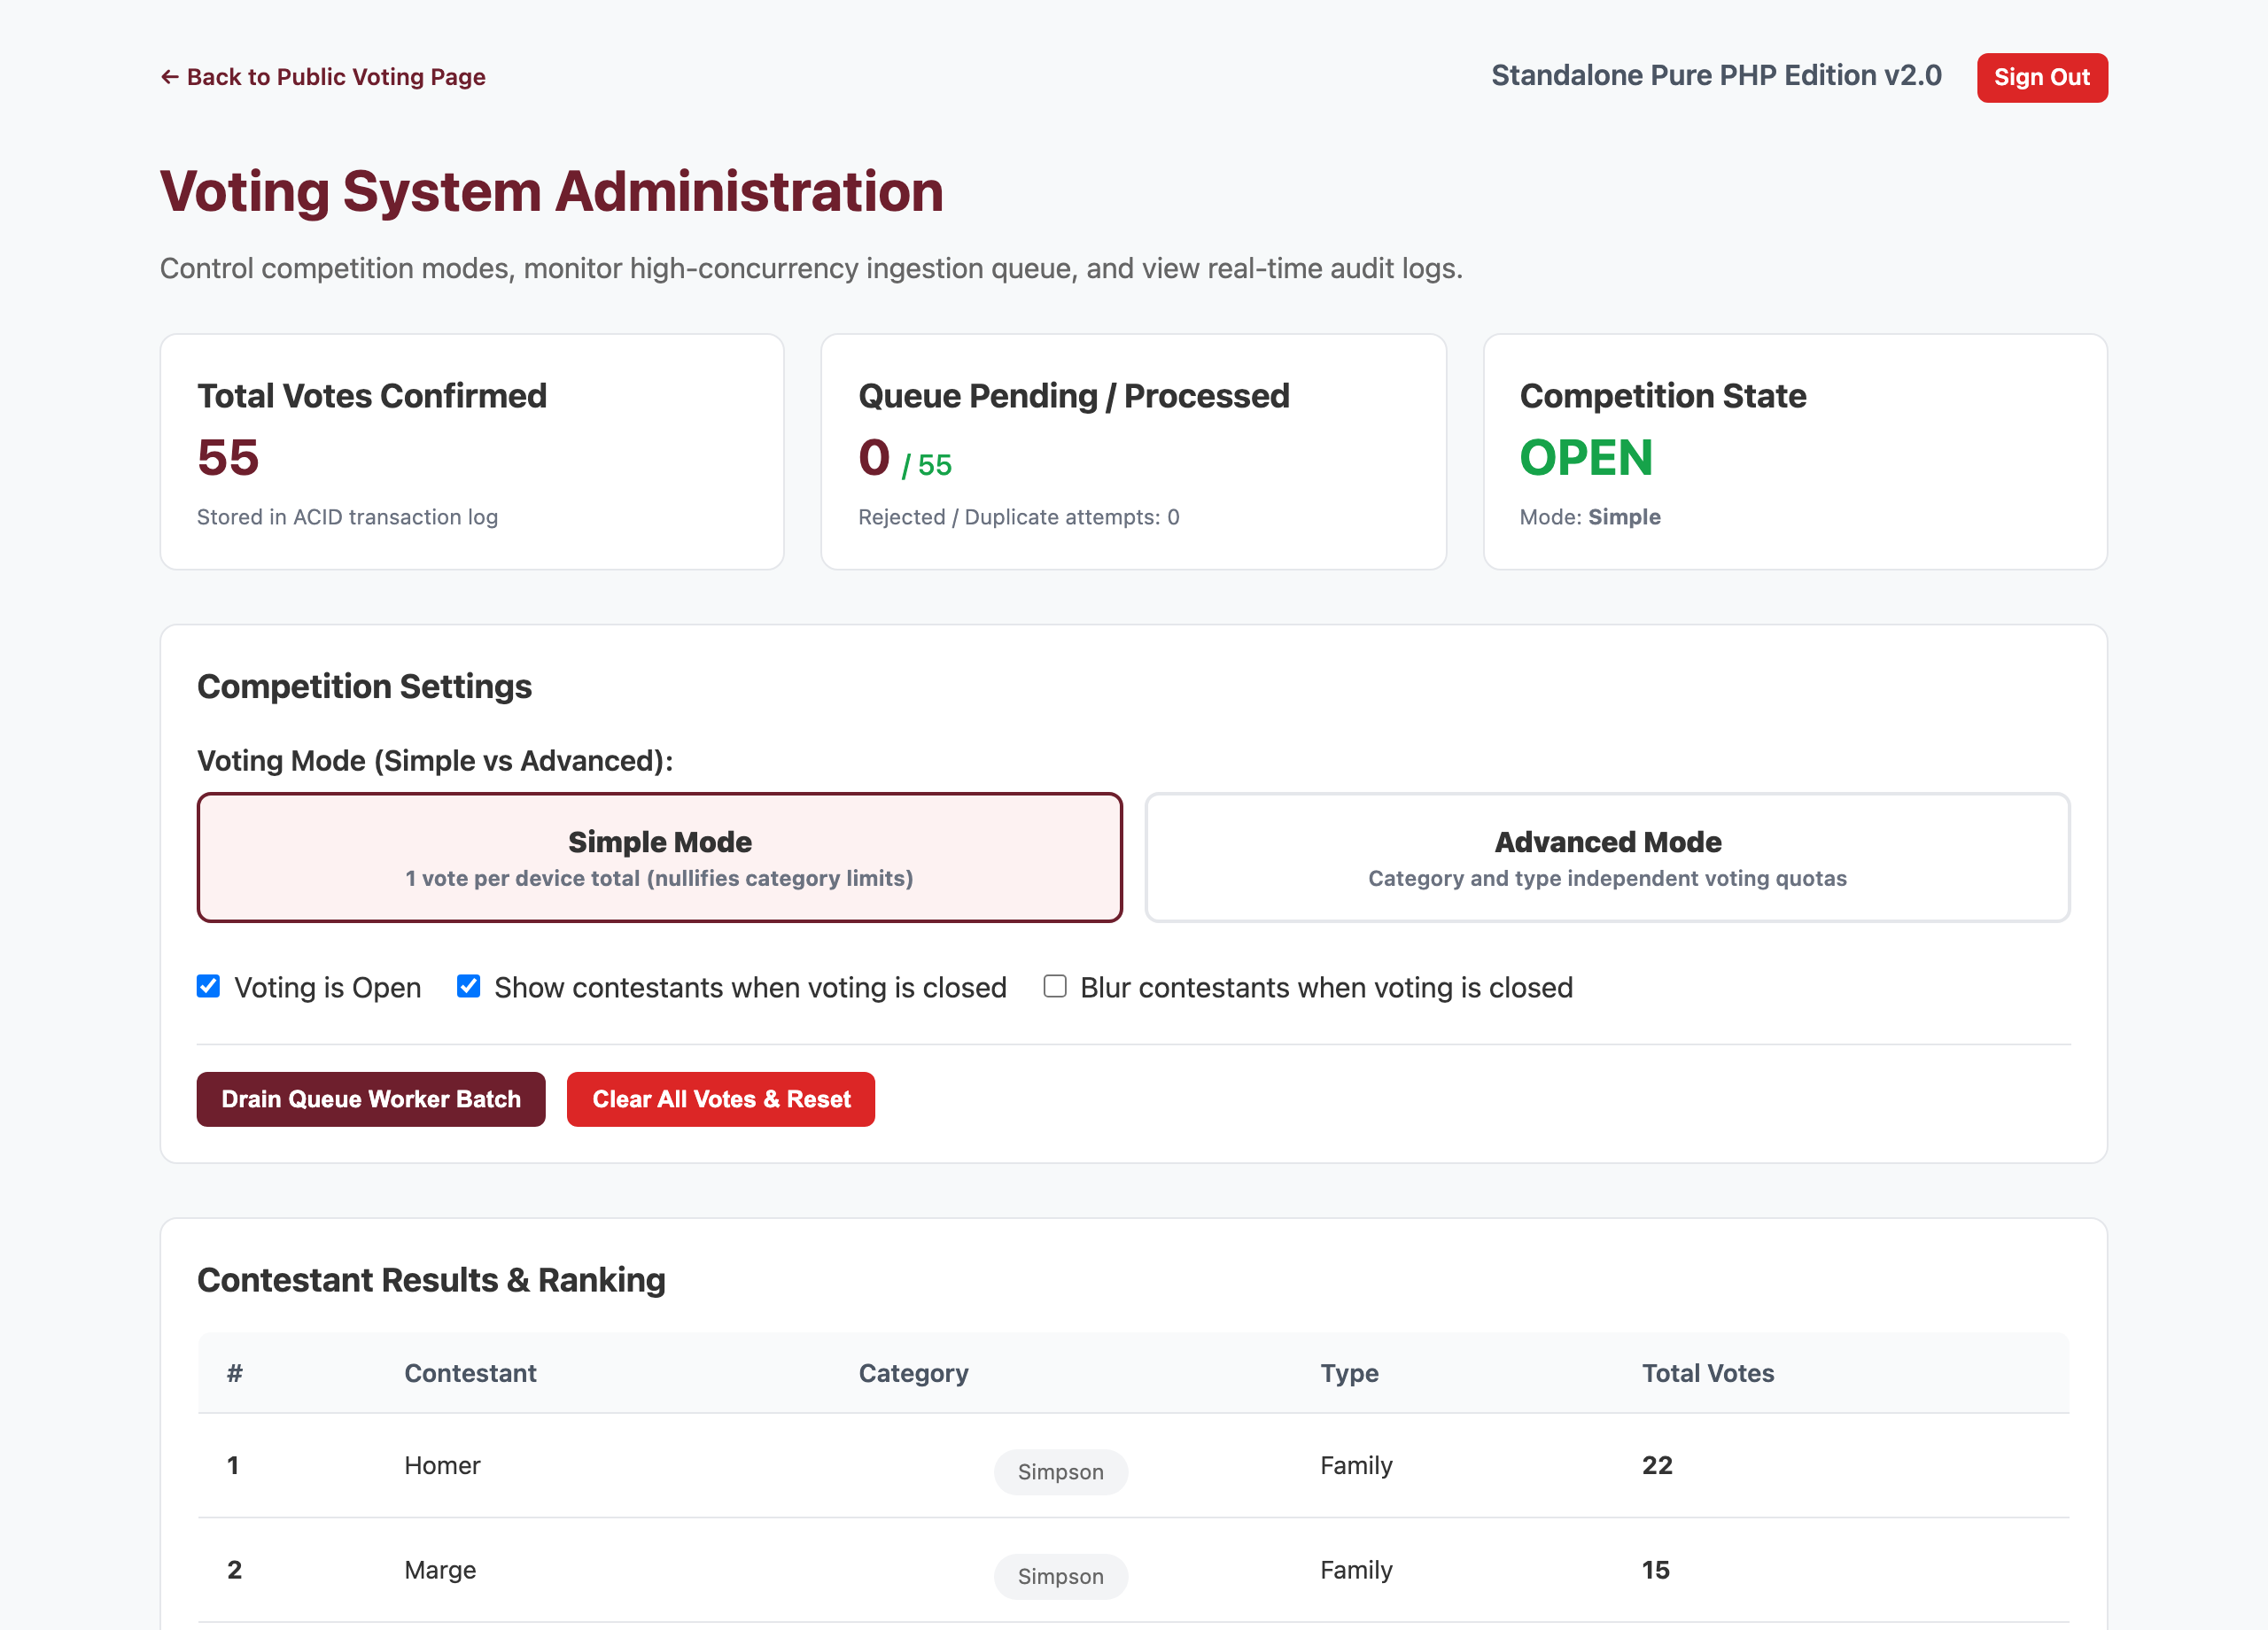 ← Back to Public Voting Page
Standalone Pure PHP Edition v2.0
Sign Out
Voting System Administration
Control competition modes, monitor high-concurrency ingestion queue, and view real-time audit logs.
Total Votes Confirmed
55
Stored in ACID transaction log
Queue Pending / Processed
0 / 55
Rejected / Duplicate attempts: 0
Competition State
OPEN
Mode: Simple
Competition Settings
Voting Mode (Simple vs Advanced):
Simple Mode
1 vote per device total (nullifies category limits)
Advanced Mode
Category and type independent voting quotas
Voting is Open
Show contestants when voting is closed
Blur contestants when voting is closed
Drain Queue Worker Batch
Clear All Votes & Reset
Contestant Results & Ranking
# Contestant Category Type Total Votes
1 Homer Simpson Family 22
2 Marge Simpson Family 15